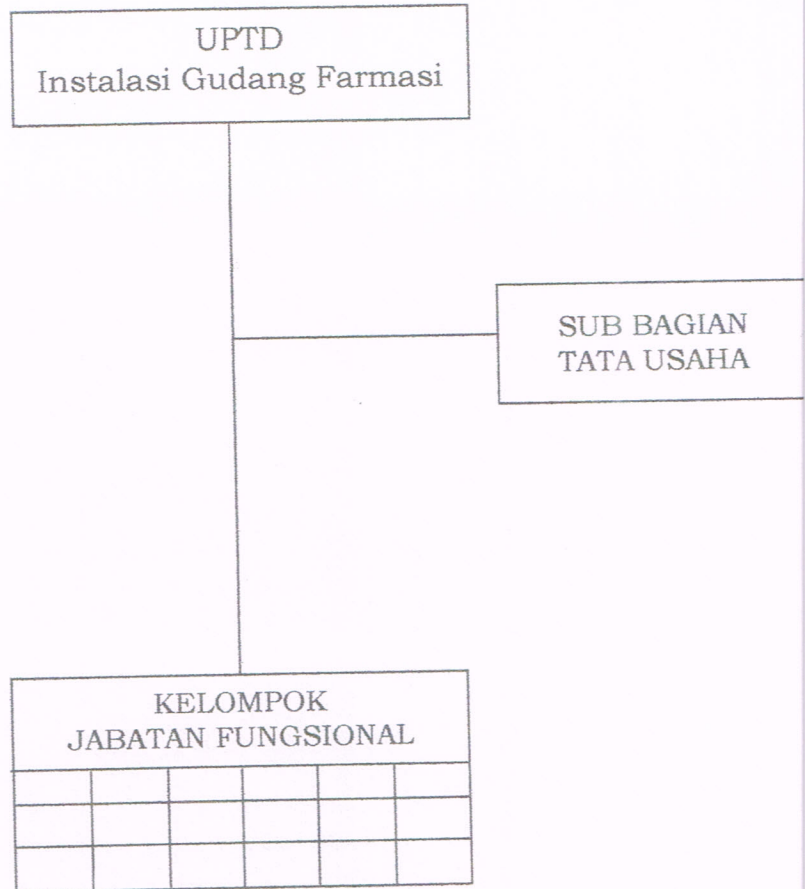 UPTD
Instalasi Gudang Farmasi
SUB BAGIAN
TATA USAHA
KELOMPOK
JABATAN FUNGSIONAL